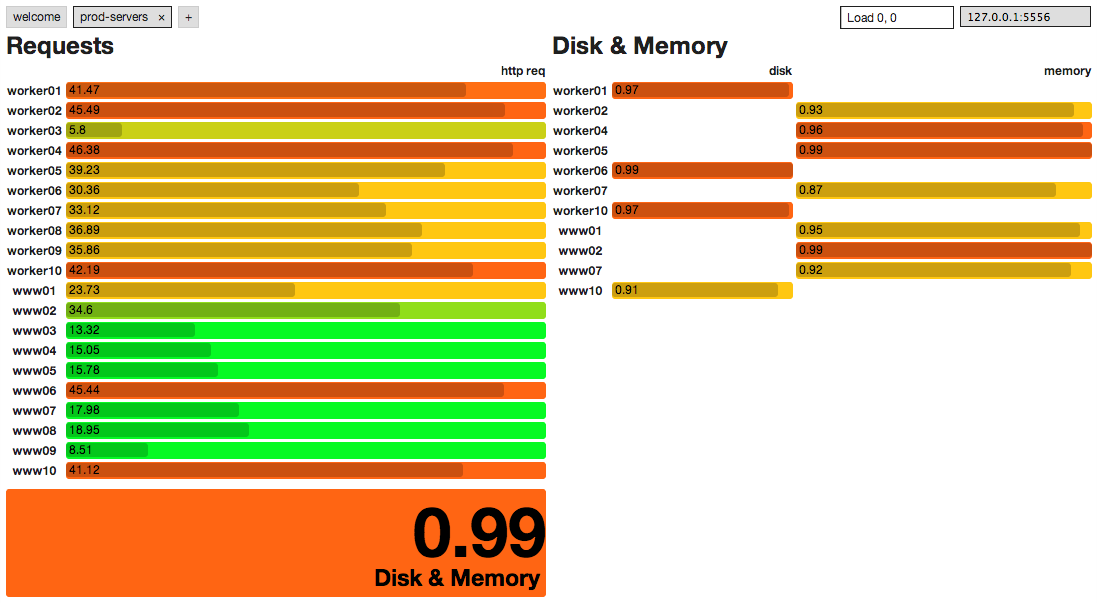 welcome prod-servers × + Load 0, 0 127.0.0.1:5556
Requests
http req
worker01 41.47
worker02 45.49
worker03 5.8
worker04 46.38
worker05 39.23
worker06 30.36
worker07 33.12
worker08 36.89
worker09 35.86
worker10 42.19
www01 23.73
www02 34.6
www03 13.32
www04 15.05
www05 15.78
www06 45.44
www07 17.98
www08 18.95
www09 8.51
www10 41.12
0.99
Disk & Memory
Disk & Memory
disk memory
worker01 0.97
worker02 0.93
worker04 0.96
worker05 0.99
worker06 0.99
worker07 0.87
worker10 0.97
www01 0.95
www02 0.99
www07 0.92
www10 0.91